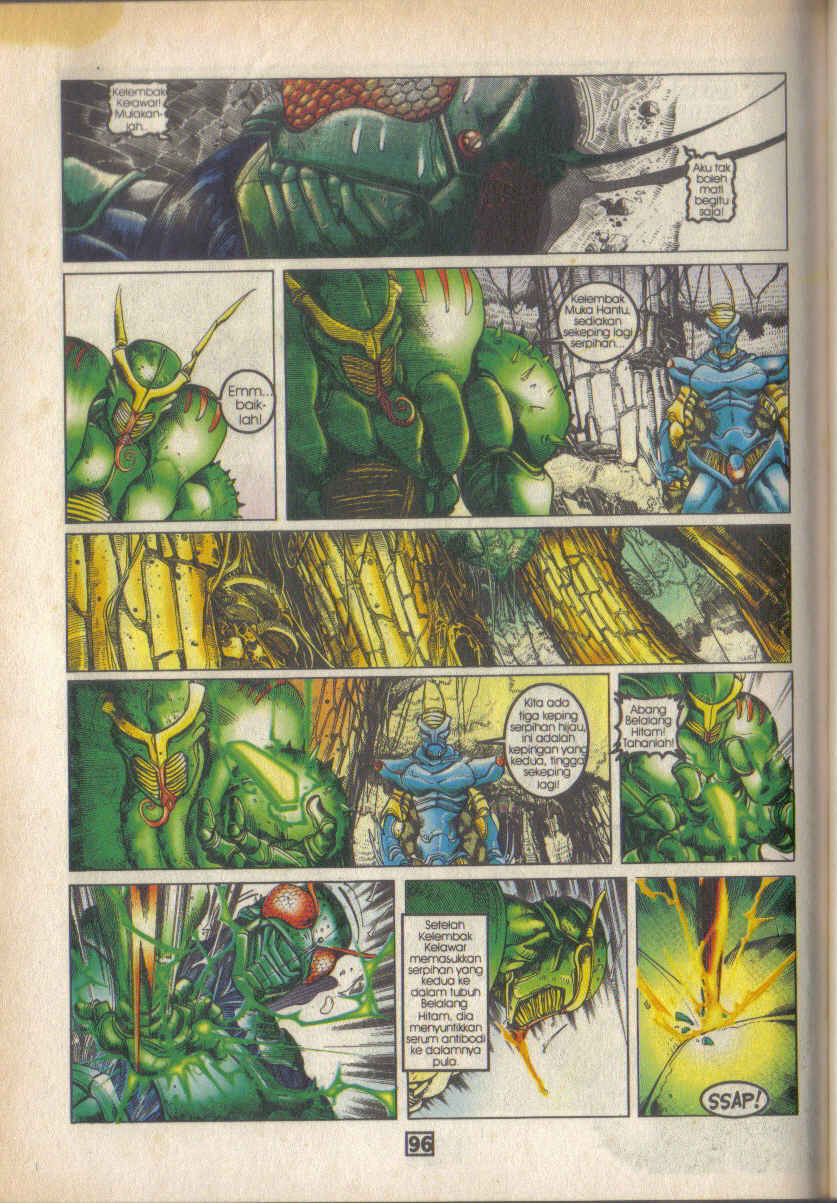 Kelembak
Kerawar!
Mulakan-
lah...
Aku tak
boleh
mati
begitu
saja!
Emm...
baik-
lah!
Kelembak
Muka Hantu,
sediakan
sekeping lagi
serpihan...
Kita ada
tiga keping
serpihan hijau,
ini adalah
kepingan yang
kedua, tingga
sekeping
lagi!
Abang
Belalang
Hitam!
Tahanlah!
Setelah
Kelembak
Kelawar
memasukkan
serpihan yang
kedua ke
dalam tubuh
Belalang
Hitam, dia
menyuntikkan
serum antibodi
ke dalamnya
pula.
SSAP!
96